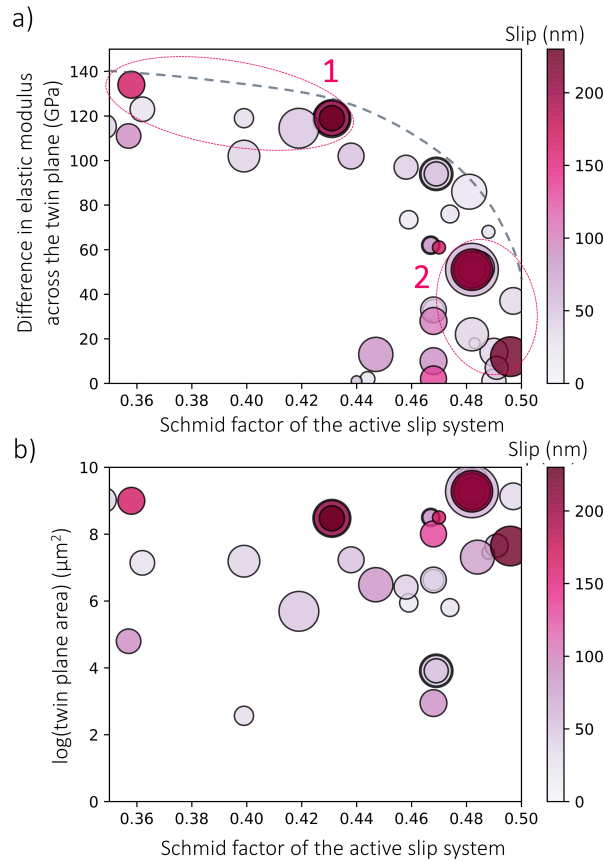 a)
Slip (nm)
Difference in elastic modulus
across the twin plane (GPa)
140
120
100
80
60
40
20
0
1
2
200
150
100
50
0
0.36 0.38 0.40 0.42 0.44 0.46 0.48 0.50
Schmid factor of the active slip system
b)
Slip (nm)
log(twin plane area) (µm²)
10
8
6
4
2
0
200
150
100
50
0
0.36 0.38 0.40 0.42 0.44 0.46 0.48 0.50
Schmid factor of the active slip system